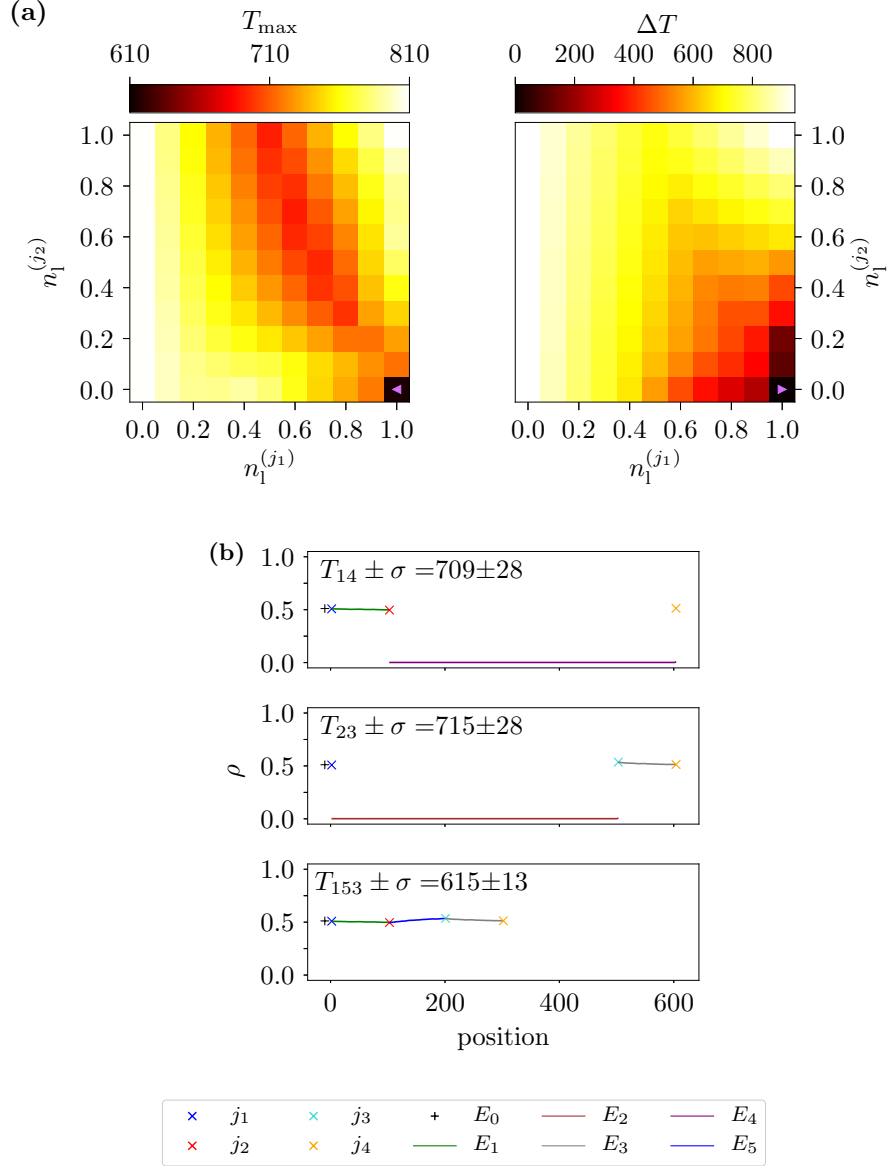 (a)
T_max
ΔT
610 710 810
0 200 400 600 800
1.0
0.8
0.6
0.4
0.2
0.0
n_l^(j_2)
0.0 0.2 0.4 0.6 0.8 1.0
n_l^(j_1)
1.0
0.8
0.6
0.4
0.2
0.0
n_l^(j_2)
0.0 0.2 0.4 0.6 0.8 1.0
n_l^(j_1)
(b)
T_14 ± σ =709±28
1.0
0.5
0.0
T_23 ± σ =715±28
1.0
0.5
0.0
ρ
T_153 ± σ =615±13
1.0
0.5
0.0
0 200 400 600
position
j_1 j_3 E_0 E_2 E_4
j_2 j_4 E_1 E_3 E_5